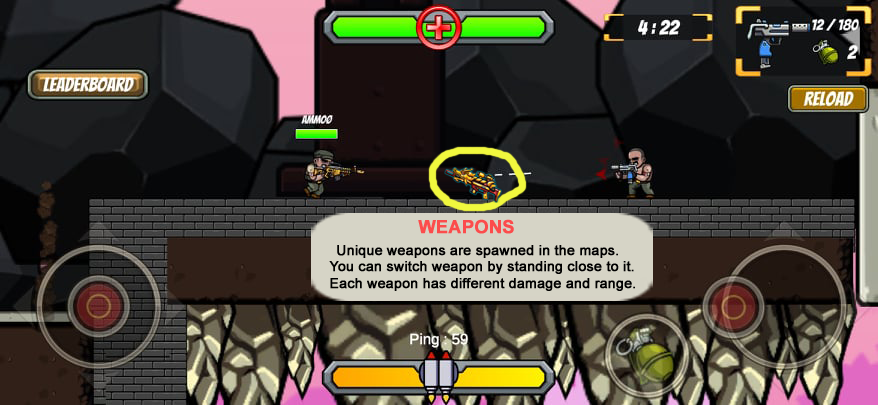 4:22
12 / 180
2
LEADERBOARD
RELOAD
AMMO0
WEAPONS
Unique weapons are spawned in the maps.
You can switch weapon by standing close to it.
Each weapon has different damage and range.
Ping : 59